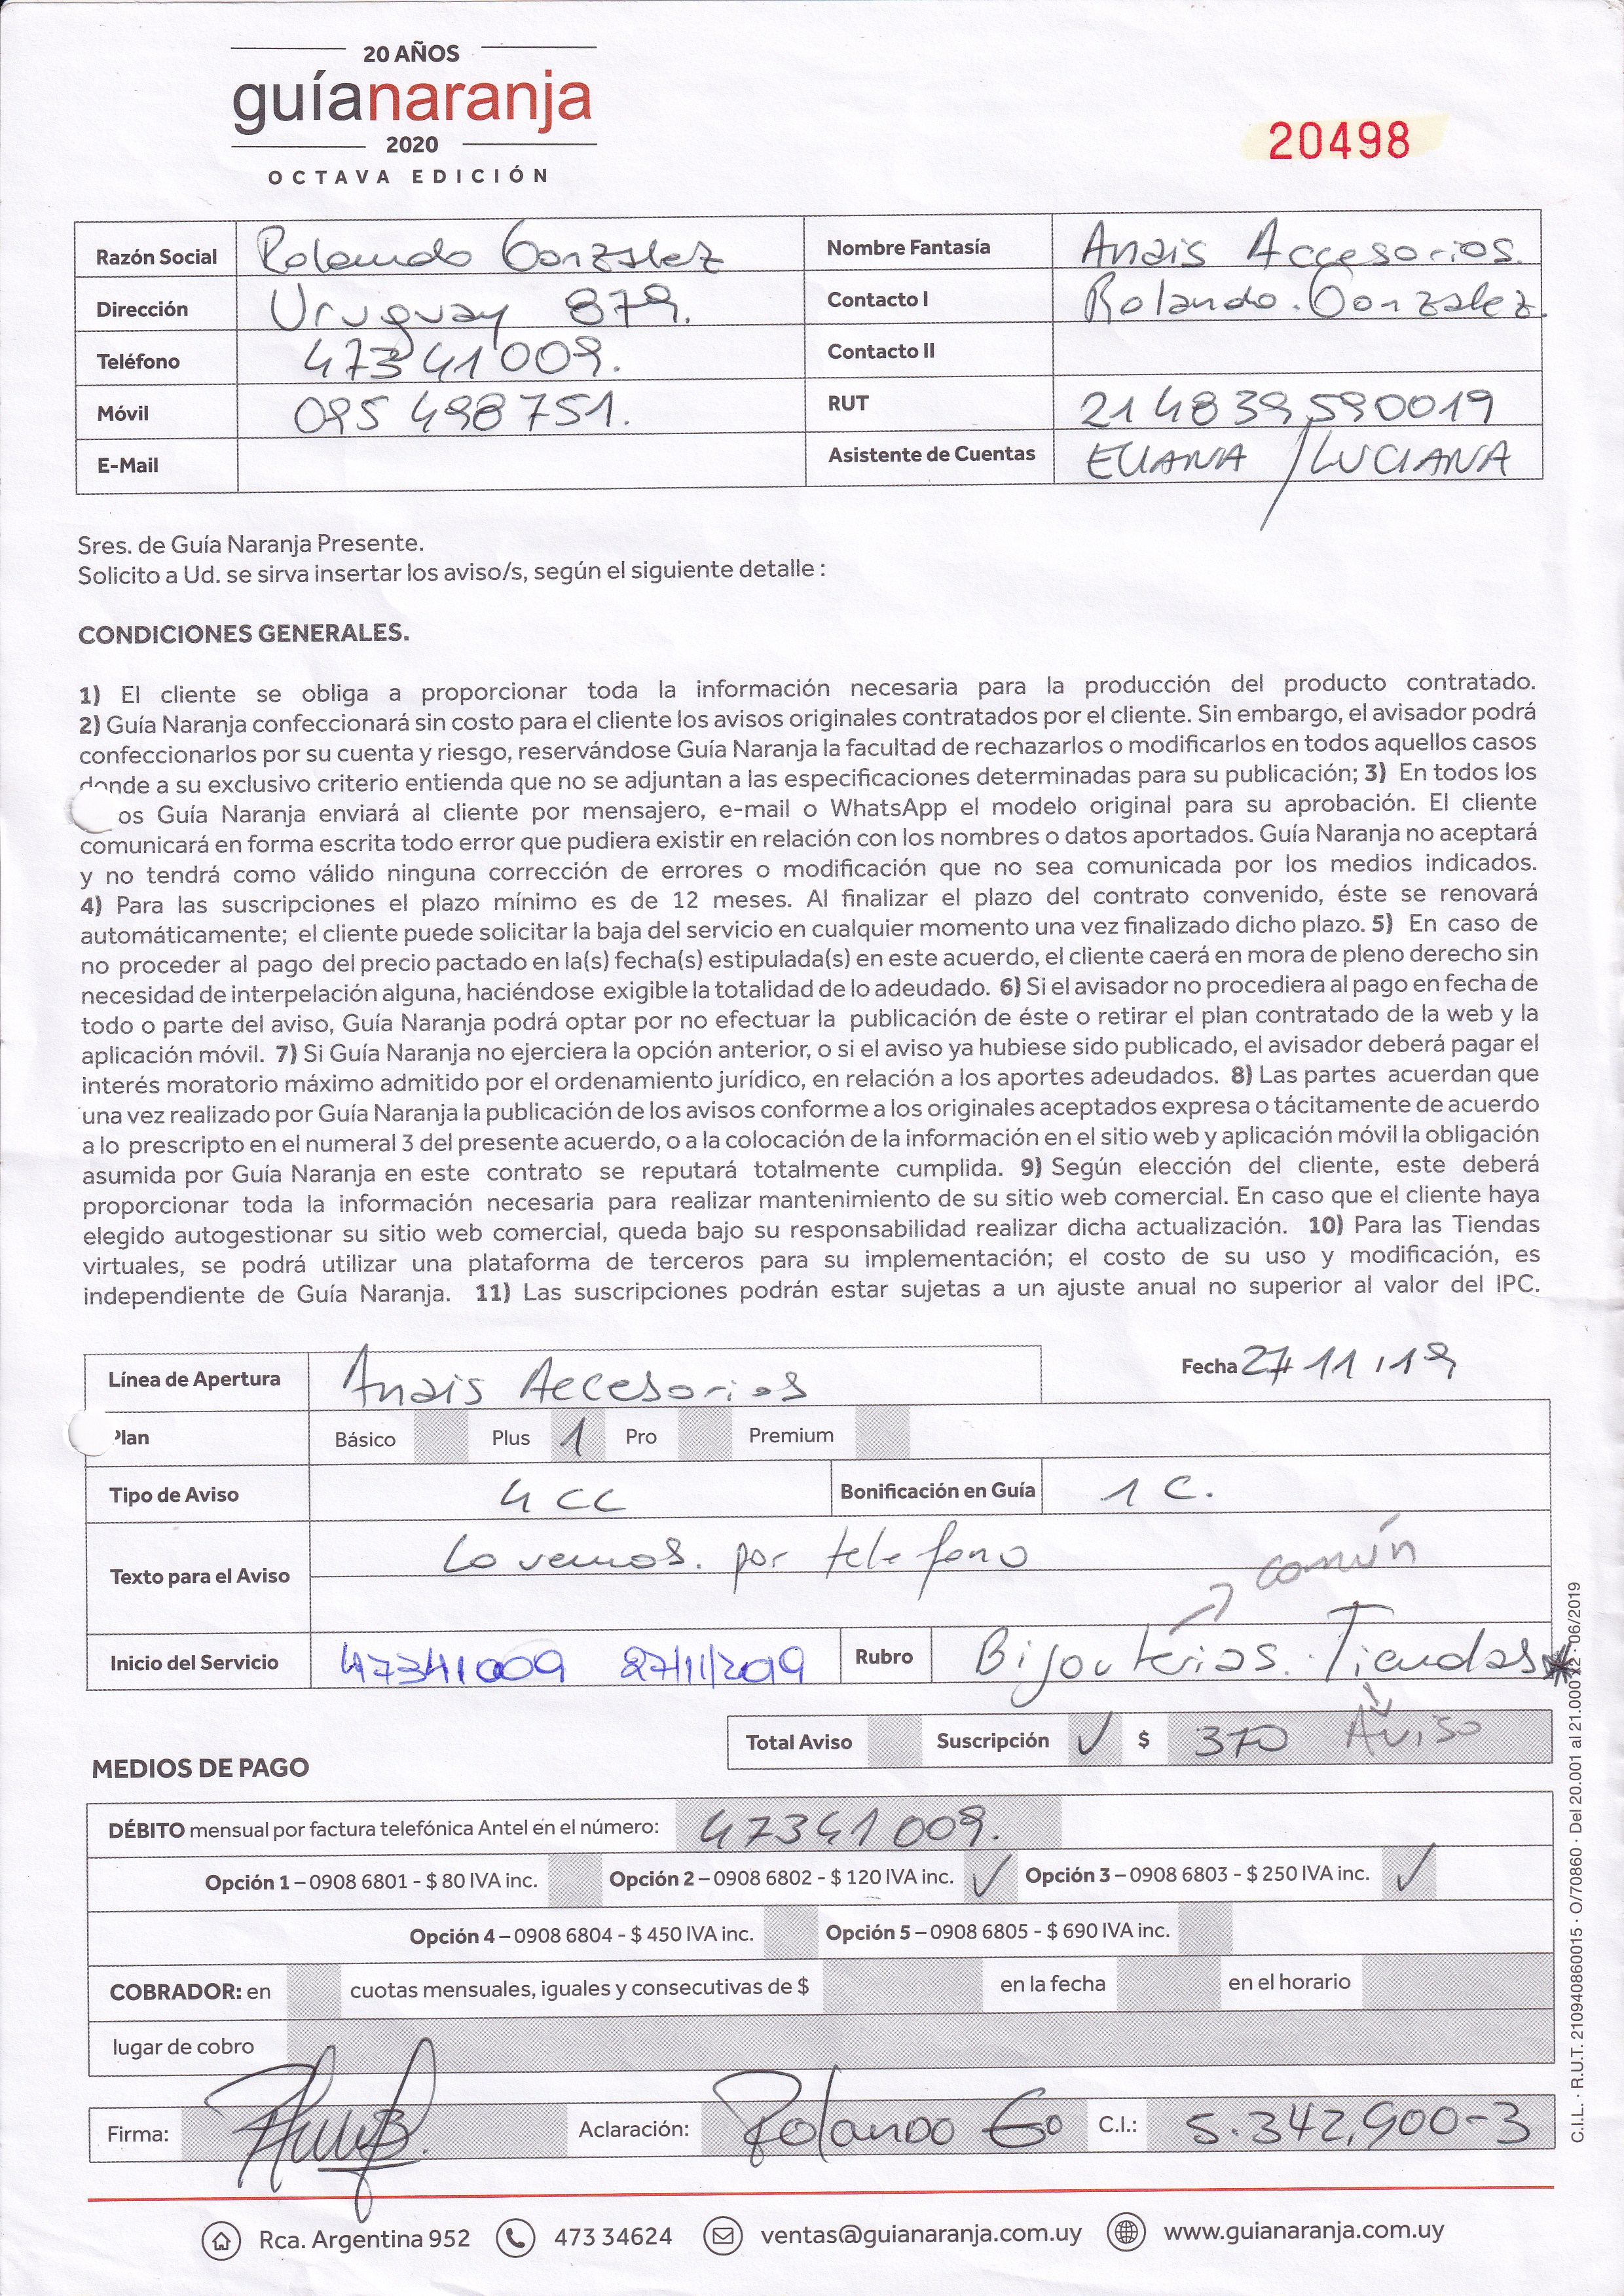 20 AÑOS
guíanaranja
2020
OCTAVA EDICIÓN
20498
Razón Social Rolando Gonzalez Nombre Fantasía Anais Accesorios.
Dirección Uruguay 879. Contacto I Rolando. Gonzalez.
Teléfono 47341009. Contacto II
Móvil 095 498 751. RUT 214839590019
E-Mail Asistente de Cuentas ELIANA / LUCIANA
Sres. de Guía Naranja Presente.
Solicito a Ud. se sirva insertar los aviso/s, según el siguiente detalle :
CONDICIONES GENERALES.
1) El cliente se obliga a proporcionar toda la información necesaria para la producción del producto contratado.
2) Guía Naranja confeccionará sin costo para el cliente los avisos originales contratados por el cliente. Sin embargo, el avisador podrá
confeccionarlos por su cuenta y riesgo, reservándose Guía Naranja la facultad de rechazarlos o modificarlos en todos aquellos casos
donde a su exclusivo criterio entienda que no se adjuntan a las especificaciones determinadas para su publicación; 3) En todos los
os Guía Naranja enviará al cliente por mensajero, e-mail o WhatsApp el modelo original para su aprobación. El cliente
comunicará en forma escrita todo error que pudiera existir en relación con los nombres o datos aportados. Guía Naranja no aceptará
y no tendrá como válido ninguna corrección de errores o modificación que no sea comunicada por los medios indicados.
4) Para las suscripciones el plazo mínimo es de 12 meses. Al finalizar el plazo del contrato convenido, éste se renovará
automáticamente; el cliente puede solicitar la baja del servicio en cualquier momento una vez finalizado dicho plazo. 5) En caso de
no proceder al pago del precio pactado en la(s) fecha(s) estipulada(s) en este acuerdo, el cliente caerá en mora de pleno derecho sin
necesidad de interpelación alguna, haciéndose exigible la totalidad de lo adeudado. 6) Si el avisador no procediera al pago en fecha de
todo o parte del aviso, Guía Naranja podrá optar por no efectuar la publicación de éste o retirar el plan contratado de la web y la
aplicación móvil. 7) Si Guía Naranja no ejerciera la opción anterior, o si el aviso ya hubiese sido publicado, el avisador deberá pagar el
interés moratorio máximo admitido por el ordenamiento jurídico, en relación a los aportes adeudados. 8) Las partes acuerdan que
una vez realizado por Guía Naranja la publicación de los avisos conforme a los originales aceptados expresa o tácitamente de acuerdo
a lo prescripto en el numeral 3 del presente acuerdo, o a la colocación de la información en el sitio web y aplicación móvil la obligación
asumida por Guía Naranja en este contrato se reputará totalmente cumplida. 9) Según elección del cliente, este deberá
proporcionar toda la información necesaria para realizar mantenimiento de su sitio web comercial. En caso que el cliente haya
elegido autogestionar su sitio web comercial, queda bajo su responsabilidad realizar dicha actualización. 10) Para las Tiendas
virtuales, se podrá utilizar una plataforma de terceros para su implementación; el costo de su uso y modificación, es
independiente de Guía Naranja. 11) Las suscripciones podrán estar sujetas a un ajuste anual no superior al valor del IPC.
Línea de Apertura Anais Accesorios Fecha 27/11/19
Plan Básico Plus 1 Pro Premium
Tipo de Aviso 4 CC Bonificación en Guía 1 C.
Texto para el Aviso Lo vemos. por telefono
común
Inicio del Servicio 47341009 27/11/2019 Rubro Bijouterias. Tiendas*
Total Aviso Suscripción ✓ $ 370 Aviso
MEDIOS DE PAGO
DÉBITO mensual por factura telefónica Antel en el número: 47341009.
Opción 1 – 0908 6801 - $ 80 IVA inc. Opción 2 – 0908 6802 - $ 120 IVA inc. ✓ Opción 3 – 0908 6803 - $ 250 IVA inc. ✓
Opción 4 – 0908 6804 - $ 450 IVA inc. Opción 5 – 0908 6805 - $ 690 IVA inc.
COBRADOR: en cuotas mensuales, iguales y consecutivas de $ en la fecha en el horario
lugar de cobro
Firma: Aclaración: Rolando Go C.I.: 5.342,900-3
Rca. Argentina 952 473 34624 ventas@guianaranja.com.uy www.guianaranja.com.uy
C.I.L. · R.U.T. 210940860015 · O/70860 · Del 20.001 al 21.000 x2 · 06/2019